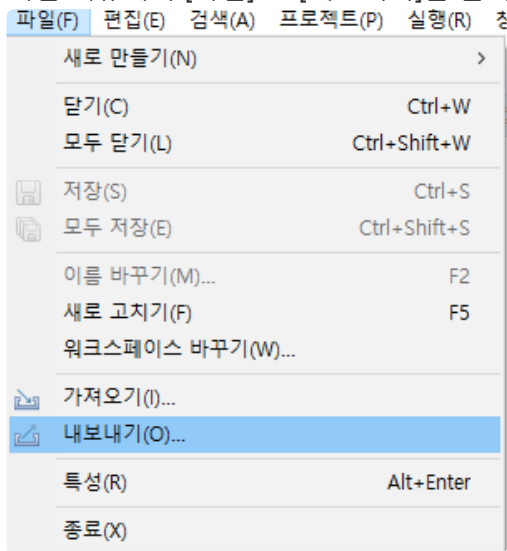 파일(F) 편집(E) 검색(A) 프로젝트(P) 실행(R)
새로 만들기(N) >
닫기(C) Ctrl+W
모두 닫기(L) Ctrl+Shift+W
저장(S) Ctrl+S
모두 저장(E) Ctrl+Shift+S
이름 바꾸기(M)... F2
새로 고치기(F) F5
워크스페이스 바꾸기(W)...
가져오기(I)...
내보내기(O)...
특성(R) Alt+Enter
종료(X)